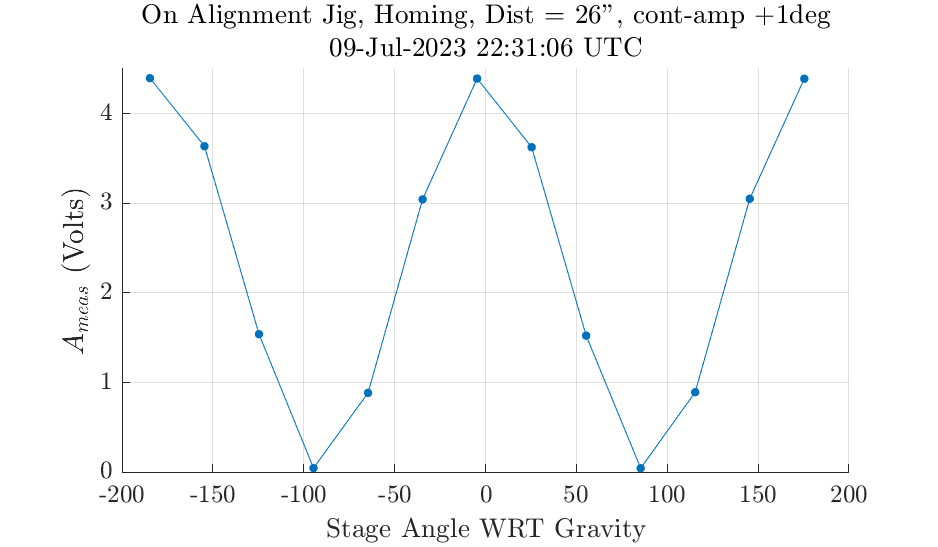 On Alignment Jig, Homing, Dist = 26”, cont-amp +1deg
09-Jul-2023 22:31:06 UTC
4
3
2
1
0
A_meas (Volts)
-200 -150 -100 -50 0 50 100 150 200
Stage Angle WRT Gravity